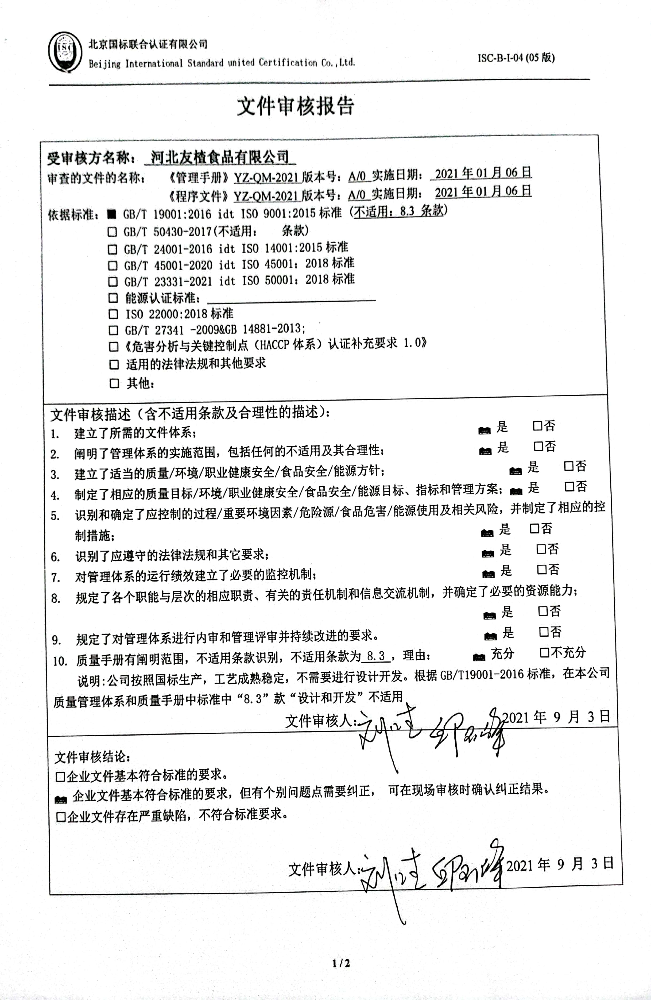 ISC
北京国标联合认证有限公司
Beijing International Standard united Certification Co.,Ltd.
ISC-B-I-04 (05 版)
文件审核报告
受审核方名称： 河北友楂食品有限公司
审查的文件的名称： 《管理手册》YZ-QM-2021 版本号：A/0 实施日期： 2021 年 01 月 06 日
《程序文件》YZ-QM-2021 版本号：A/0 实施日期： 2021 年 01 月 06 日
依据标准：■ GB/T 19001:2016 idt ISO 9001:2015 标准（不适用：8.3 条款）
□ GB/T 50430-2017(不适用： 条款)
□ GB/T 24001-2016 idt ISO 14001:2015 标准
□ GB/T 45001-2020 idt ISO 45001：2018 标准
□ GB/T 23331-2021 idt ISO 50001：2018 标准
□ 能源认证标准：
□ ISO 22000:2018 标准
□ GB/T 27341 -2009&GB 14881-2013;
□《危害分析与关键控制点（HACCP 体系）认证补充要求 1.0》
□ 适用的法律法规和其他要求
□ 其他：
文件审核描述（含不适用条款及合理性的描述）：
1. 建立了所需的文件体系； ■ 是 □否
2. 阐明了管理体系的实施范围，包括任何的不适用及其合理性； ■ 是 □否
3. 建立了适当的质量/环境/职业健康安全/食品安全/能源方针； ■ 是 □否
4. 制定了相应的质量目标/环境/职业健康安全/食品安全/能源目标、指标和管理方案； ■ 是 □否
5. 识别和确定了应控制的过程/重要环境因素/危险源/食品危害/能源使用及相关风险，并制定了相应的控
制措施； ■ 是 □否
6. 识别了应遵守的法律法规和其它要求； ■ 是 □否
7. 对管理体系的运行绩效建立了必要的监控机制； ■ 是 □否
8. 规定了各个职能与层次的相应职责、有关的责任机制和信息交流机制，并确定了必要的资源能力；
■ 是 □否
9. 规定了对管理体系进行内审和管理评审并持续改进的要求。 ■ 是 □否
10. 质量手册有阐明范围，不适用条款识别，不适用条款为 8.3 ，理由： ■ 充分 □不充分
说明:公司按照国标生产，工艺成熟稳定，不需要进行设计开发。根据 GB/T19001-2016 标准，在本公司
质量管理体系和质量手册中标准中“8.3”款“设计和开发”不适用
文件审核人： 2021 年 9 月 3 日
文件审核结论：
□企业文件基本符合标准的要求。
■ 企业文件基本符合标准的要求，但有个别问题点需要纠正， 可在现场审核时确认纠正结果。
□企业文件存在严重缺陷，不符合标准要求。
文件审核人： 2021 年 9 月 3 日
1 / 2